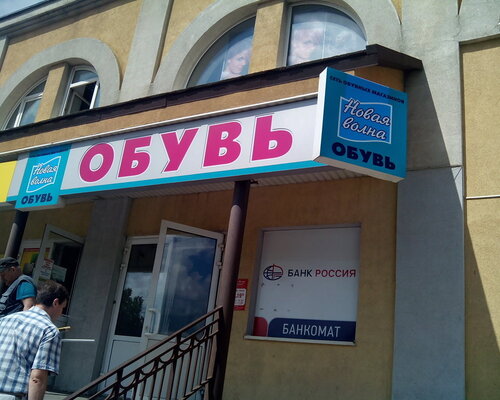 СЕТЬ ОБУВНЫХ МАГАЗИНОВ
Новая
волна
ОБУВЬ
ОБУВЬ
Новая
волна
ОБУВЬ
БАНК РОССИЯ
БАНКОМАТ